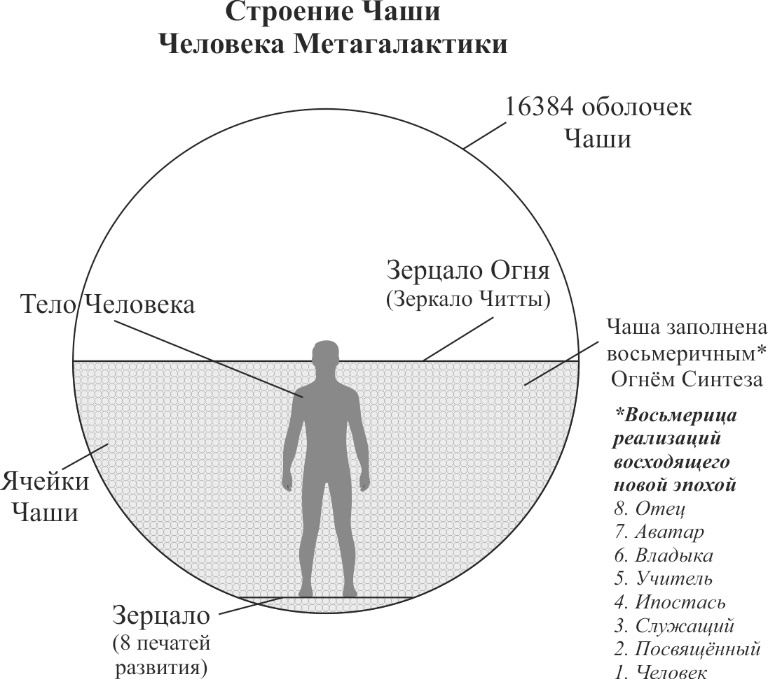 Строение Чаши
Человека Метагалактики
16384 оболочек
Чаши
Зерцало Огня
(Зеркало Читты)
Тело Человека
Чаша заполнена
восьмеричным*
Огнём Синтеза
*Восьмерица
реализаций
восходящего
новой эпохой
8. Отец
7. Аватар
6. Владыка
5. Учитель
4. Ипостась
3. Служащий
2. Посвящённый
1. Человек
Ячейки
Чаши
Зерцало
(8 печатей
развития)